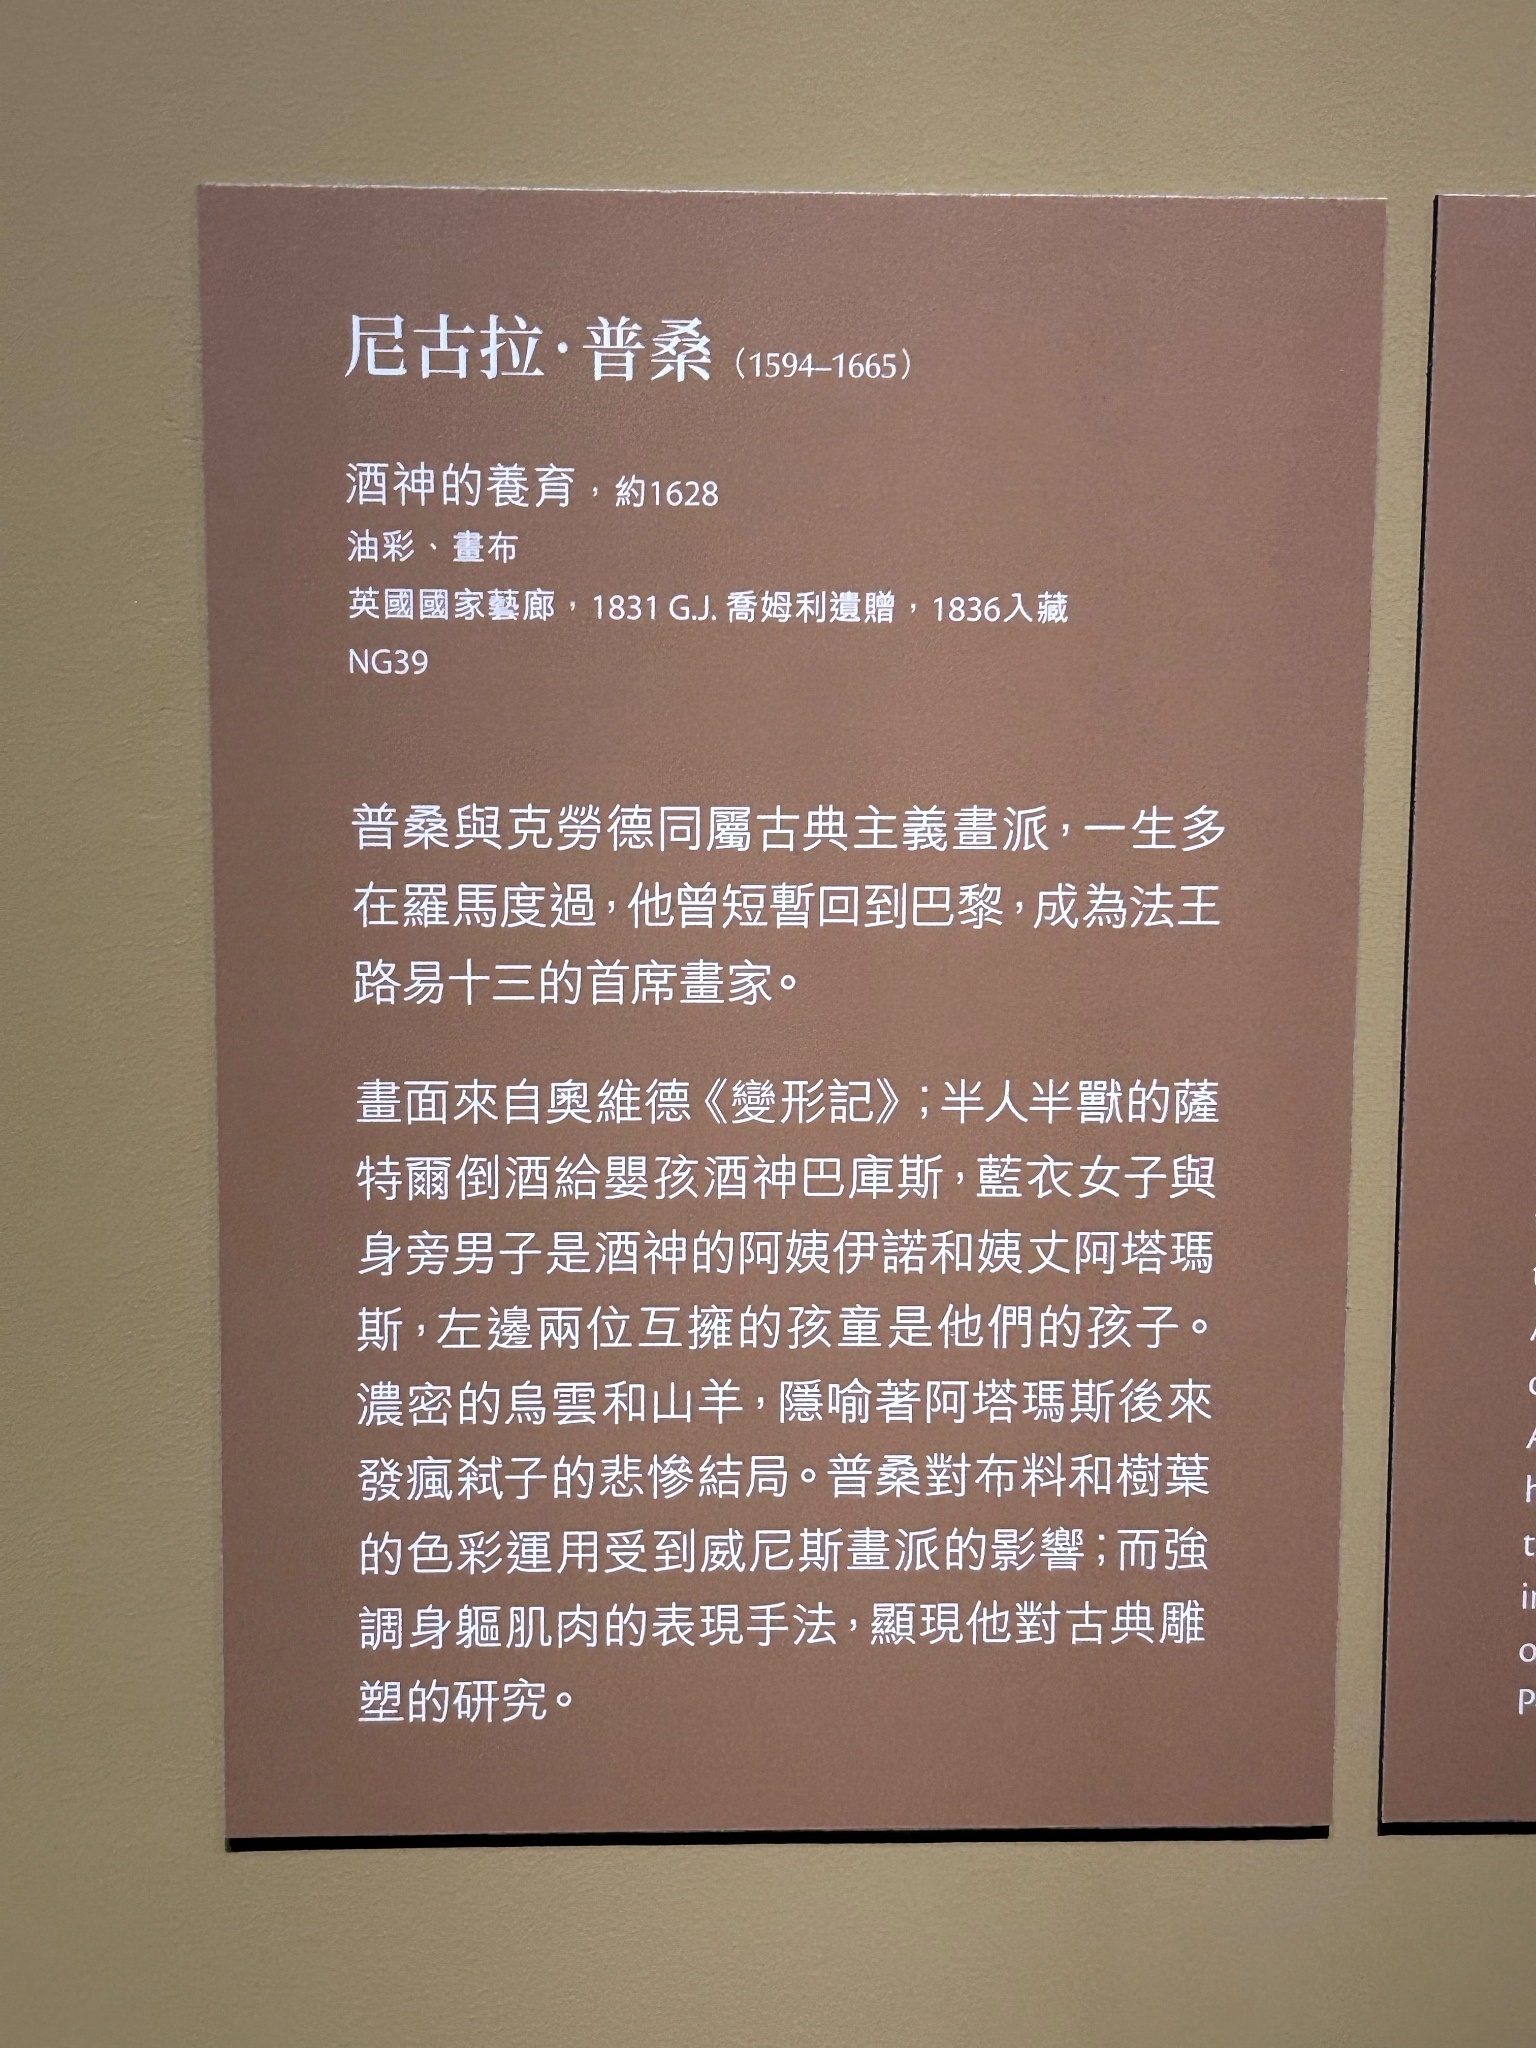 尼古拉·普桑（1594–1665）
酒神的養育，約1628
油彩、畫布
英國國家藝廊，1831 G.J. 喬姆利遺贈，1836入藏
NG39
普桑與克勞德同屬古典主義畫派，一生多
在羅馬度過，他曾短暫回到巴黎，成為法王
路易十三的首席畫家。
畫面來自奧維德《變形記》；半人半獸的薩
特爾倒酒給嬰孩酒神巴庫斯，藍衣女子與
身旁男子是酒神的阿姨伊諾和姨丈阿塔瑪
斯，左邊兩位互擁的孩童是他們的孩子。
濃密的烏雲和山羊，隱喻著阿塔瑪斯後來
發瘋弒子的悲慘結局。普桑對布料和樹葉
的色彩運用受到威尼斯畫派的影響；而強
調身軀肌肉的表現手法，顯現他對古典雕
塑的研究。